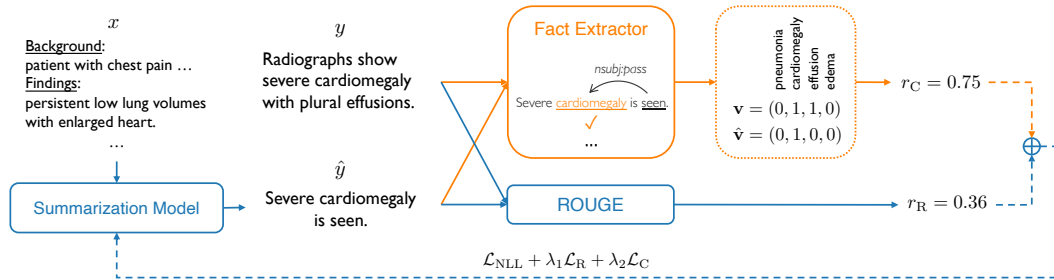 x
Background:
patient with chest pain ...
Findings:
persistent low lung volumes
with enlarged heart.
...
Summarization Model
y
Radiographs show
severe cardiomegaly
with plural effusions.
ŷ
Severe cardiomegaly
is seen.
Fact Extractor
nsubj:pass
Severe cardiomegaly is seen.
✓
...
ROUGE
pneumonia
cardiomegaly
effusion
edema
v = (0, 1, 1, 0)
v̂ = (0, 1, 0, 0)
r_C = 0.75
r_R = 0.36
L_NLL + λ₁L_R + λ₂L_C